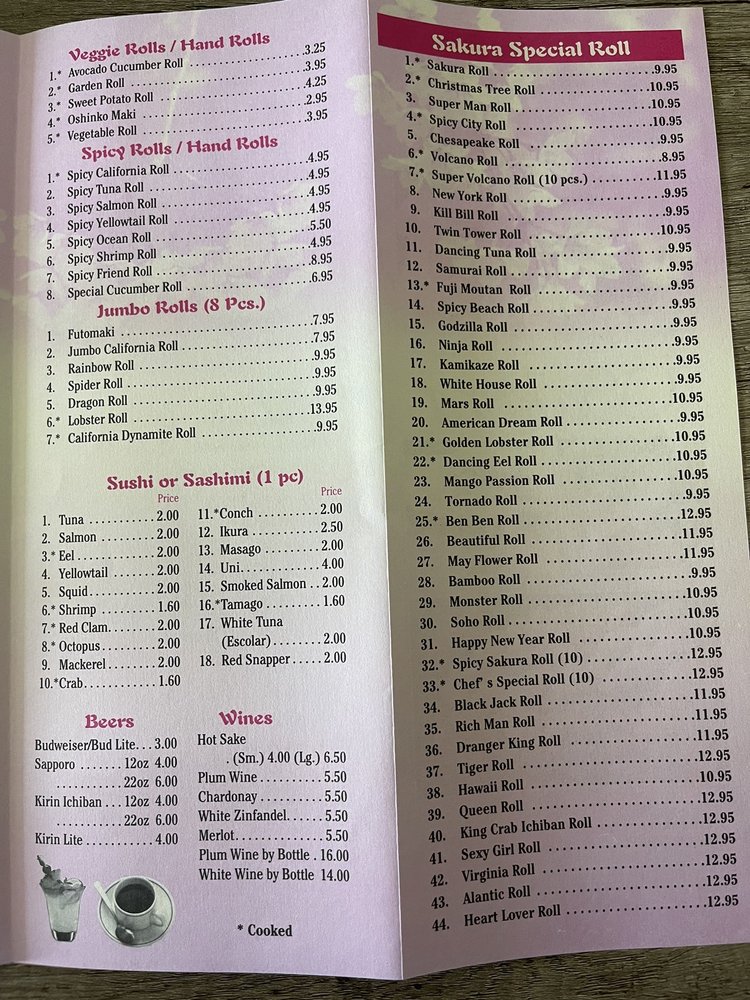 Veggie Rolls / Hand Rolls
1.* Avocado Cucumber Roll ......................3.25
2.* Garden Roll ......................3.95
3.* Sweet Potato Roll ......................4.25
4.* Oshinko Maki ......................2.95
5.* Vegetable Roll ......................3.95
Spicy Rolls / Hand Rolls
1.* Spicy California Roll ......................4.95
2. Spicy Tuna Roll ......................4.95
3. Spicy Salmon Roll ......................4.95
4. Spicy Yellowtail Roll ......................4.95
5. Spicy Ocean Roll ......................5.50
6. Spicy Shrimp Roll ......................4.95
7. Spicy Friend Roll ......................8.95
8. Special Cucumber Roll ......................6.95
Jumbo Rolls (8 Pcs.)
1. Futomaki ......................7.95
2. Jumbo California Roll ......................7.95
3. Rainbow Roll ......................9.95
4. Spider Roll ......................9.95
5. Dragon Roll ......................9.95
6.* Lobster Roll ......................13.95
7.* California Dynamite Roll ......................9.95
Sushi or Sashimi (1 pc)
Price
1. Tuna ..........2.00
2. Salmon ........2.00
3.* Eel ............2.00
4. Yellowtail ......2.00
5. Squid..........2.00
6.* Shrimp ........1.60
7.* Red Clam.......2.00
8.* Octopus........2.00
9. Mackerel.......2.00
10.*Crab............1.60
Price
11.*Conch ..........2.00
12. Ikura ..........2.50
13. Masago .........2.00
14. Uni............4.00
15. Smoked Salmon ..2.00
16.*Tamago .........1.60
17. White Tuna
(Escolar)........2.00
18. Red Snapper.....2.00
Beers
Budweiser/Bud Lite... 3.00
Sapporo .......12oz 4.00
..............22oz 6.00
Kirin Ichiban ...12oz 4.00
..............22oz 6.00
Kirin Lite ..........4.00
Wines
Hot Sake
. (Sm.) 4.00 (Lg.) 6.50
Plum Wine ............5.50
Chardonay ............5.50
White Zinfandel.......5.50
Merlot................5.50
Plum Wine by Bottle . 16.00
White Wine by Bottle 14.00
* Cooked
Sakura Special Roll
1.* Sakura Roll ......................9.95
2.* Christmas Tree Roll ......................10.95
3. Super Man Roll ......................10.95
4.* Spicy City Roll ......................10.95
5. Chesapeake Roll ......................9.95
6.* Volcano Roll ......................8.95
7.* Super Volcano Roll (10 pcs.) ..............11.95
8. New York Roll ......................9.95
9. Kill Bill Roll ......................9.95
10. Twin Tower Roll ......................10.95
11. Dancing Tuna Roll ......................9.95
12. Samurai Roll ......................9.95
13.* Fuji Moutan Roll ......................9.95
14. Spicy Beach Roll ......................9.95
15. Godzilla Roll ......................9.95
16. Ninja Roll ......................9.95
17. Kamikaze Roll ......................9.95
18. White House Roll ......................9.95
19. Mars Roll ......................10.95
20. American Dream Roll ......................9.95
21.* Golden Lobster Roll ......................10.95
22.* Dancing Eel Roll ......................10.95
23. Mango Passion Roll ......................10.95
24. Tornado Roll ......................9.95
25.* Ben Ben Roll ......................12.95
26. Beautiful Roll ......................11.95
27. May Flower Roll ......................11.95
28. Bamboo Roll ......................9.95
29. Monster Roll ......................10.95
30. Soho Roll ......................10.95
31. Happy New Year Roll ......................10.95
32.* Spicy Sakura Roll (10) ..................12.95
33.* Chef's Special Roll (10) ................12.95
34. Black Jack Roll ......................11.95
35. Rich Man Roll ......................11.95
36. Dranger King Roll ......................11.95
37. Tiger Roll ......................12.95
38. Hawaii Roll ......................10.95
39. Queen Roll ......................12.95
40. King Crab Ichiban Roll ..................12.95
41. Sexy Girl Roll ......................12.95
42. Virginia Roll ......................12.95
43. Alantic Roll ......................12.95
44. Heart Lover Roll ......................12.95